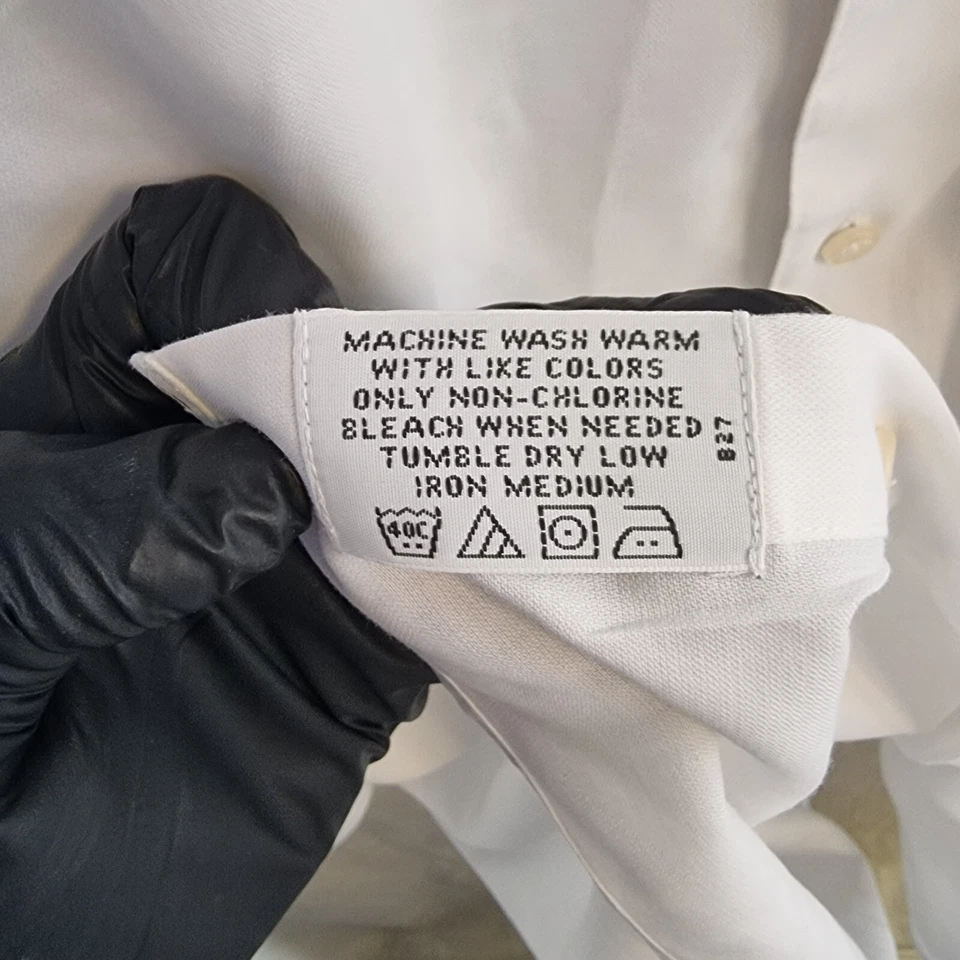 MACHINE WASH WARM
WITH LIKE COLORS
ONLY NON-CHLORINE
BLEACH WHEN NEEDED
TUMBLE DRY LOW
IRON MEDIUM
40C
827